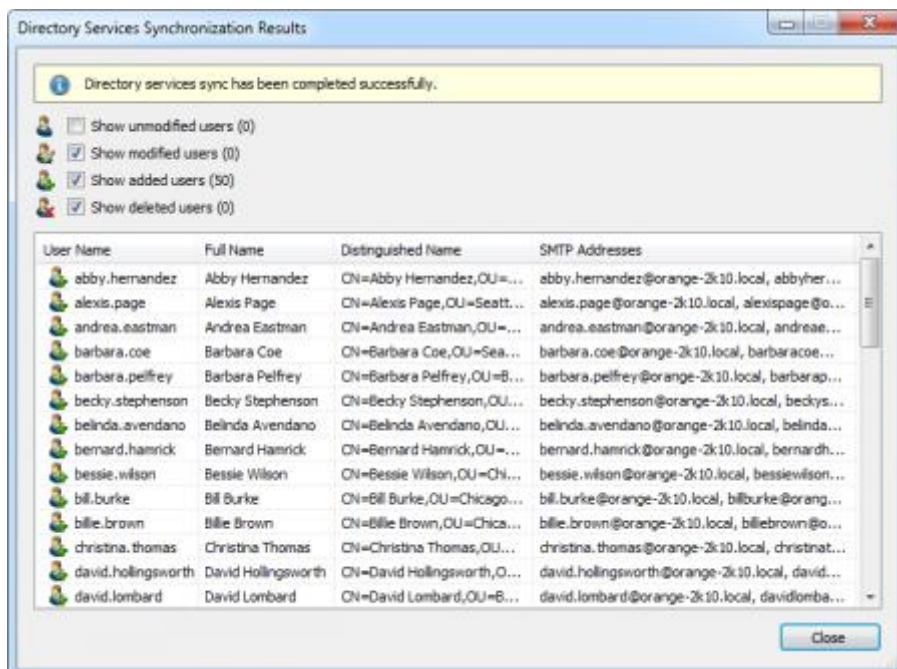 Directory Services Synchronization Results
Directory services sync has been completed successfully.
Show unmodified users (0)
Show modified users (0)
Show added users (50)
Show deleted users (0)
User Name Full Name Distinguished Name SMTP Addresses
abby.hernandez Abby Hernandez CN=Abby Hernandez,OU=... abby.hernandez@orange-2k10.local, abbyher...
alexis.page Alexis Page CN=Alexis Page,OU=Seatt... alexis.page@orange-2k10.local, alexispage@o...
andrea.eastman Andrea Eastman CN=Andrea Eastman,OU=... andrea.eastman@orange-2k10.local, andreae...
barbara.coe Barbara Coe CN=Barbara Coe,OU=Sea... barbara.coe@orange-2k10.local, barbaracoe...
barbara.pelfrey Barbara Pelfrey CN=Barbara Pelfrey,OU=B... barbara.pelfrey@orange-2k10.local, barbarap...
becky.stephenson Becky Stephenson CN=Becky Stephenson,OU... becky.stephenson@orange-2k10.local, beckys...
belinda.avendano Belinda Avendano CN=Belinda Avendano,OU... belinda.avendano@orange-2k10.local, belinda...
bernard.hamrick Bernard Hamrick CN=Bernard Hamrick,OU=... bernard.hamrick@orange-2k10.local, bernardh...
bessie.wilson Bessie Wilson CN=Bessie Wilson,OU=Chi... bessie.wilson@orange-2k10.local, bessiewilson...
bill.burke Bill Burke CN=Bill Burke,OU=Chicago... bill.burke@orange-2k10.local, billburke@orang...
billie.brown Billie Brown CN=Billie Brown,OU=Chica... billie.brown@orange-2k10.local, billiebrown@o...
christina.thomas Christina Thomas CN=Christina Thomas,OU... christina.thomas@orange-2k10.local, christinat...
david.hollingsworth David Hollingsworth CN=David Hollingsworth,O... david.hollingsworth@orange-2k10.local, david...
david.lombard David Lombard CN=David Lombard,OU=B... david.lombard@orange-2k10.local, davidlomba...
Close